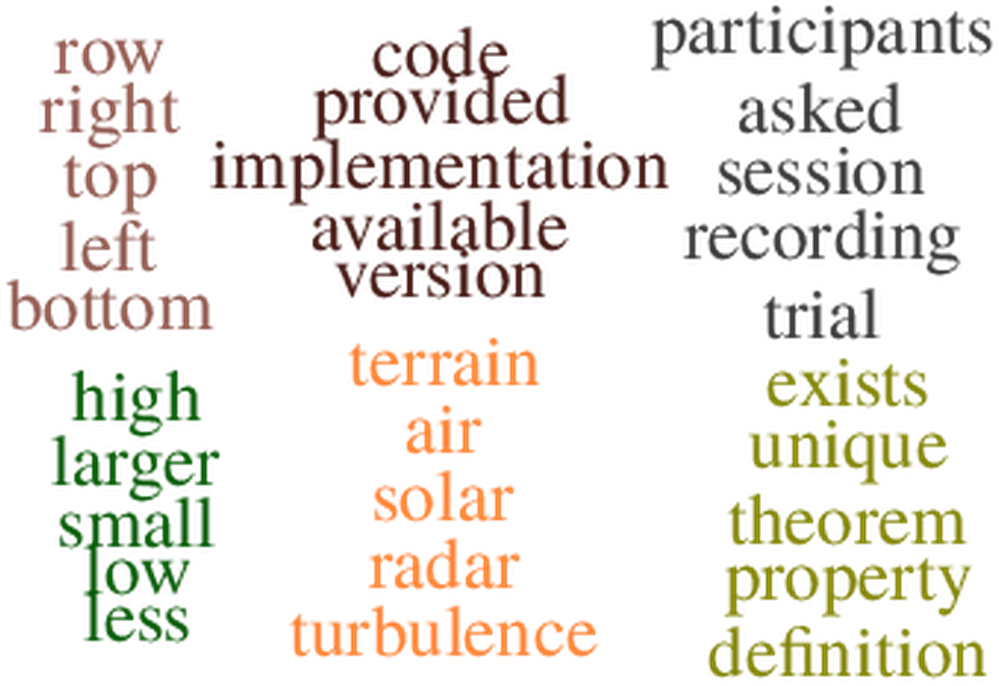 row
right
top
left
bottom
code
provided
implementation
available
version
participants
asked
session
recording
trial
high
larger
small
low
less
terrain
air
solar
radar
turbulence
exists
unique
theorem
property
definition